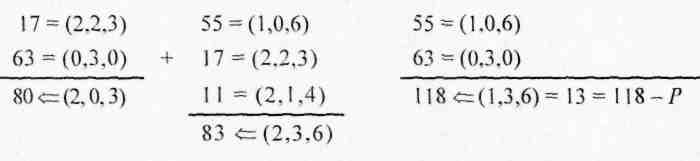 17 = (2,2,3)
63 = (0,3,0)
80 ⇐ (2,0,3)
+
55 = (1,0,6)
17 = (2,2,3)
11 = (2,1,4)
83 ⇐ (2,3,6)
55 = (1,0,6)
63 = (0,3,0)
118 ⇐ (1,3,6) = 13 = 118 – P